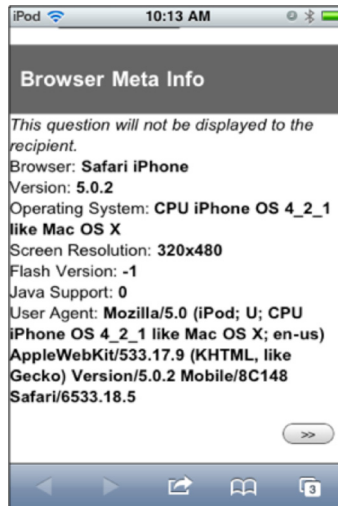 iPod 10:13 AM
Browser Meta Info
This question will not be displayed to the
recipient.
Browser: Safari iPhone
Version: 5.0.2
Operating System: CPU iPhone OS 4_2_1
like Mac OS X
Screen Resolution: 320x480
Flash Version: -1
Java Support: 0
User Agent: Mozilla/5.0 (iPod; U; CPU
iPhone OS 4_2_1 like Mac OS X; en-us)
AppleWebKit/533.17.9 (KHTML, like
Gecko) Version/5.0.2 Mobile/8C148
Safari/6533.18.5
>>
3